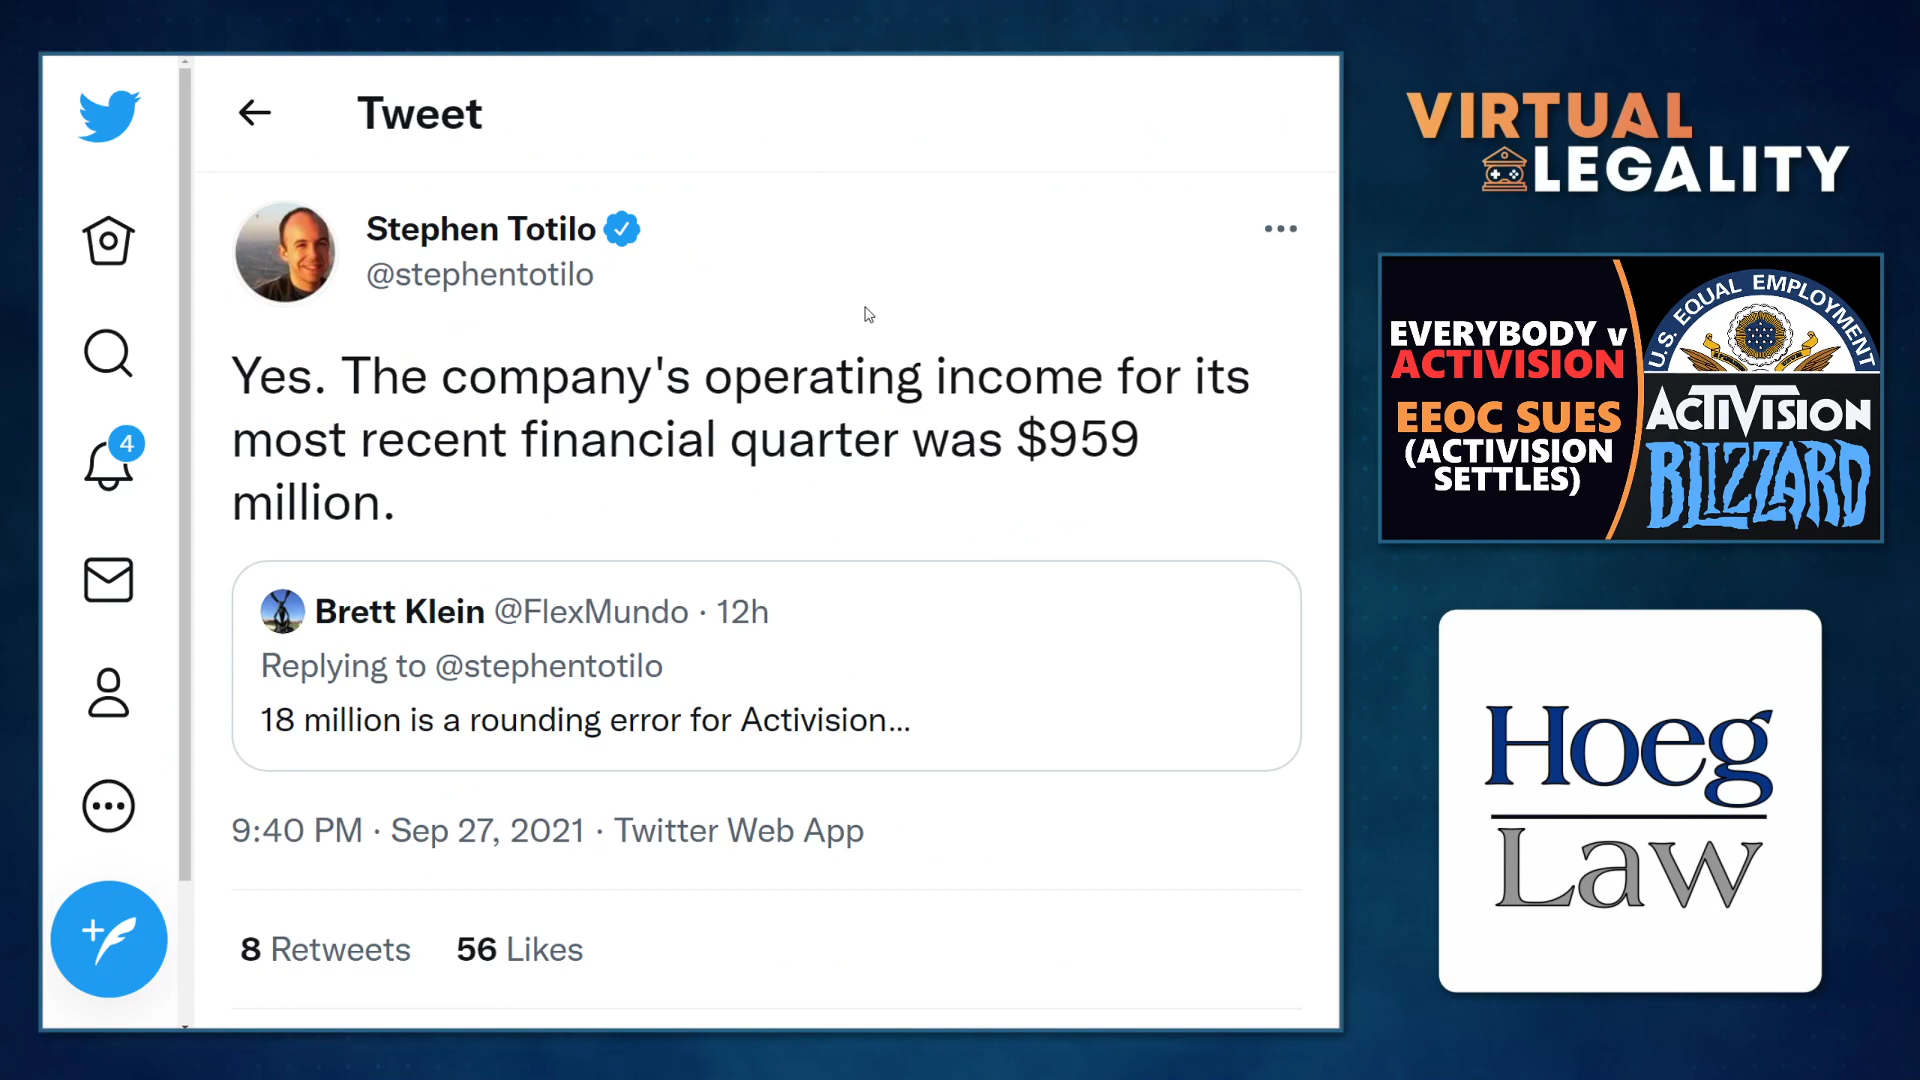 Tweet
Stephen Totilo
@stephentotilo
Yes. The company's operating income for its
most recent financial quarter was $959
million.
Brett Klein @FlexMundo · 12h
Replying to @stephentotilo
18 million is a rounding error for Activision...
9:40 PM · Sep 27, 2021 · Twitter Web App
8 Retweets 56 Likes
4
VIRTUAL
LEGALITY
EVERYBODY v
ACTIVISION
EEOC SUES
(ACTIVISION
SETTLES)
U.S. EQUAL EMPLOYMENT
ACTIVISION
BLIZZARD
Hoeg
Law